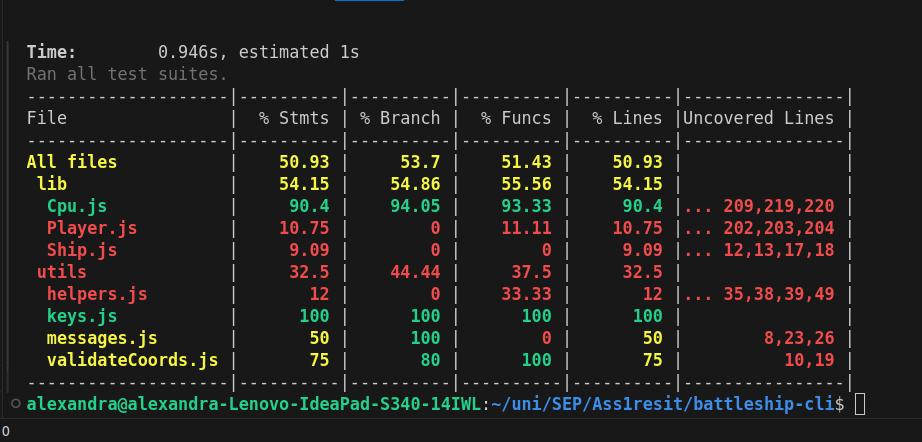 Time:        0.946s, estimated 1s
Ran all test suites.
--------------------|----------|----------|----------|----------|----------------|
File                |  % Stmts | % Branch |  % Funcs |  % Lines |Uncovered Lines |
--------------------|----------|----------|----------|----------|----------------|
All files           |    50.93 |     53.7 |    51.43 |    50.93 |                |
 lib                |    54.15 |    54.86 |    55.56 |    54.15 |                |
  Cpu.js            |     90.4 |    94.05 |    93.33 |     90.4 |... 209,219,220 |
  Player.js         |    10.75 |        0 |    11.11 |    10.75 |... 202,203,204 |
  Ship.js           |     9.09 |        0 |        0 |     9.09 |... 12,13,17,18 |
 utils              |     32.5 |    44.44 |     37.5 |     32.5 |                |
  helpers.js        |       12 |        0 |    33.33 |       12 |... 35,38,39,49 |
  keys.js           |      100 |      100 |      100 |      100 |                |
  messages.js       |       50 |      100 |        0 |       50 |        8,23,26 |
  validateCoords.js |       75 |       80 |      100 |       75 |          10,19 |
--------------------|----------|----------|----------|----------|----------------|
alexandra@alexandra-Lenovo-IdeaPad-S340-14IWL:~/uni/SEP/Ass1resit/battleship-cli$
0